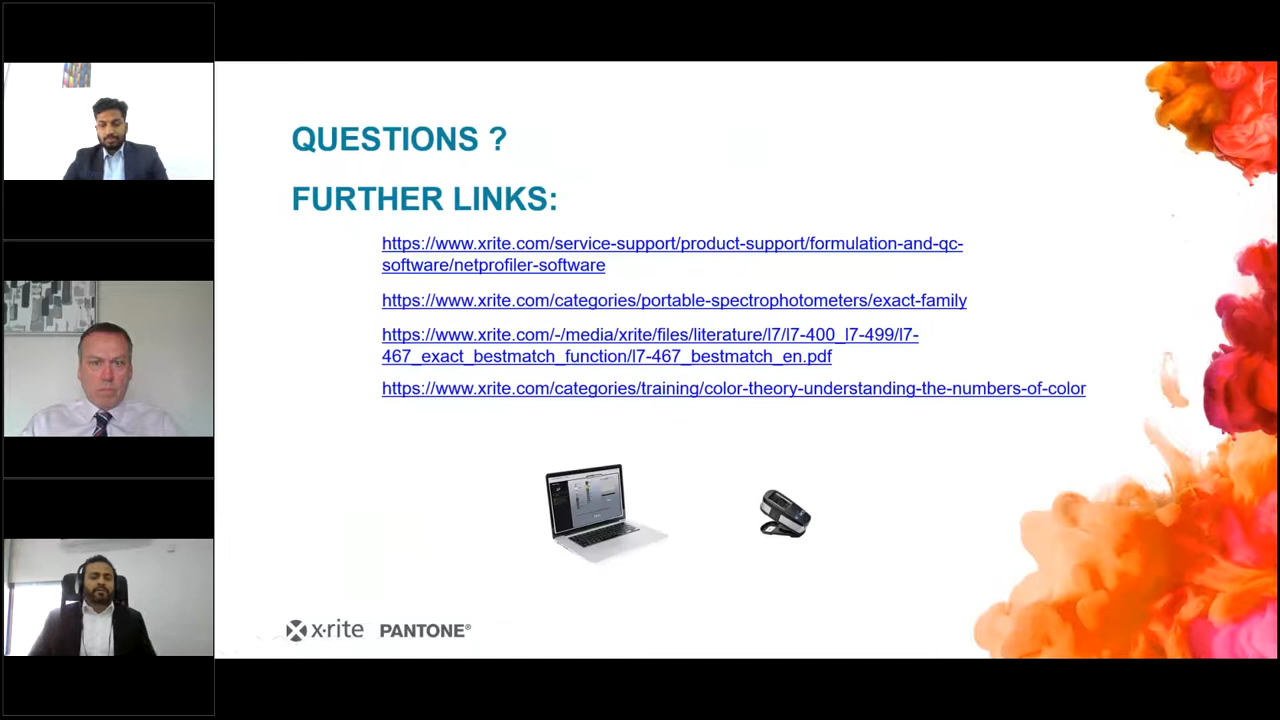 QUESTIONS ?
FURTHER LINKS:
https://www.xrite.com/service-support/product-support/formulation-and-qc-
software/netprofiler-software
https://www.xrite.com/categories/portable-spectrophotometers/exact-family
https://www.xrite.com/-/media/xrite/files/literature/l7/l7-400_l7-499/l7-
467_exact_bestmatch_function/l7-467_bestmatch_en.pdf
https://www.xrite.com/categories/training/color-theory-understanding-the-numbers-of-color
x·rite PANTONE®